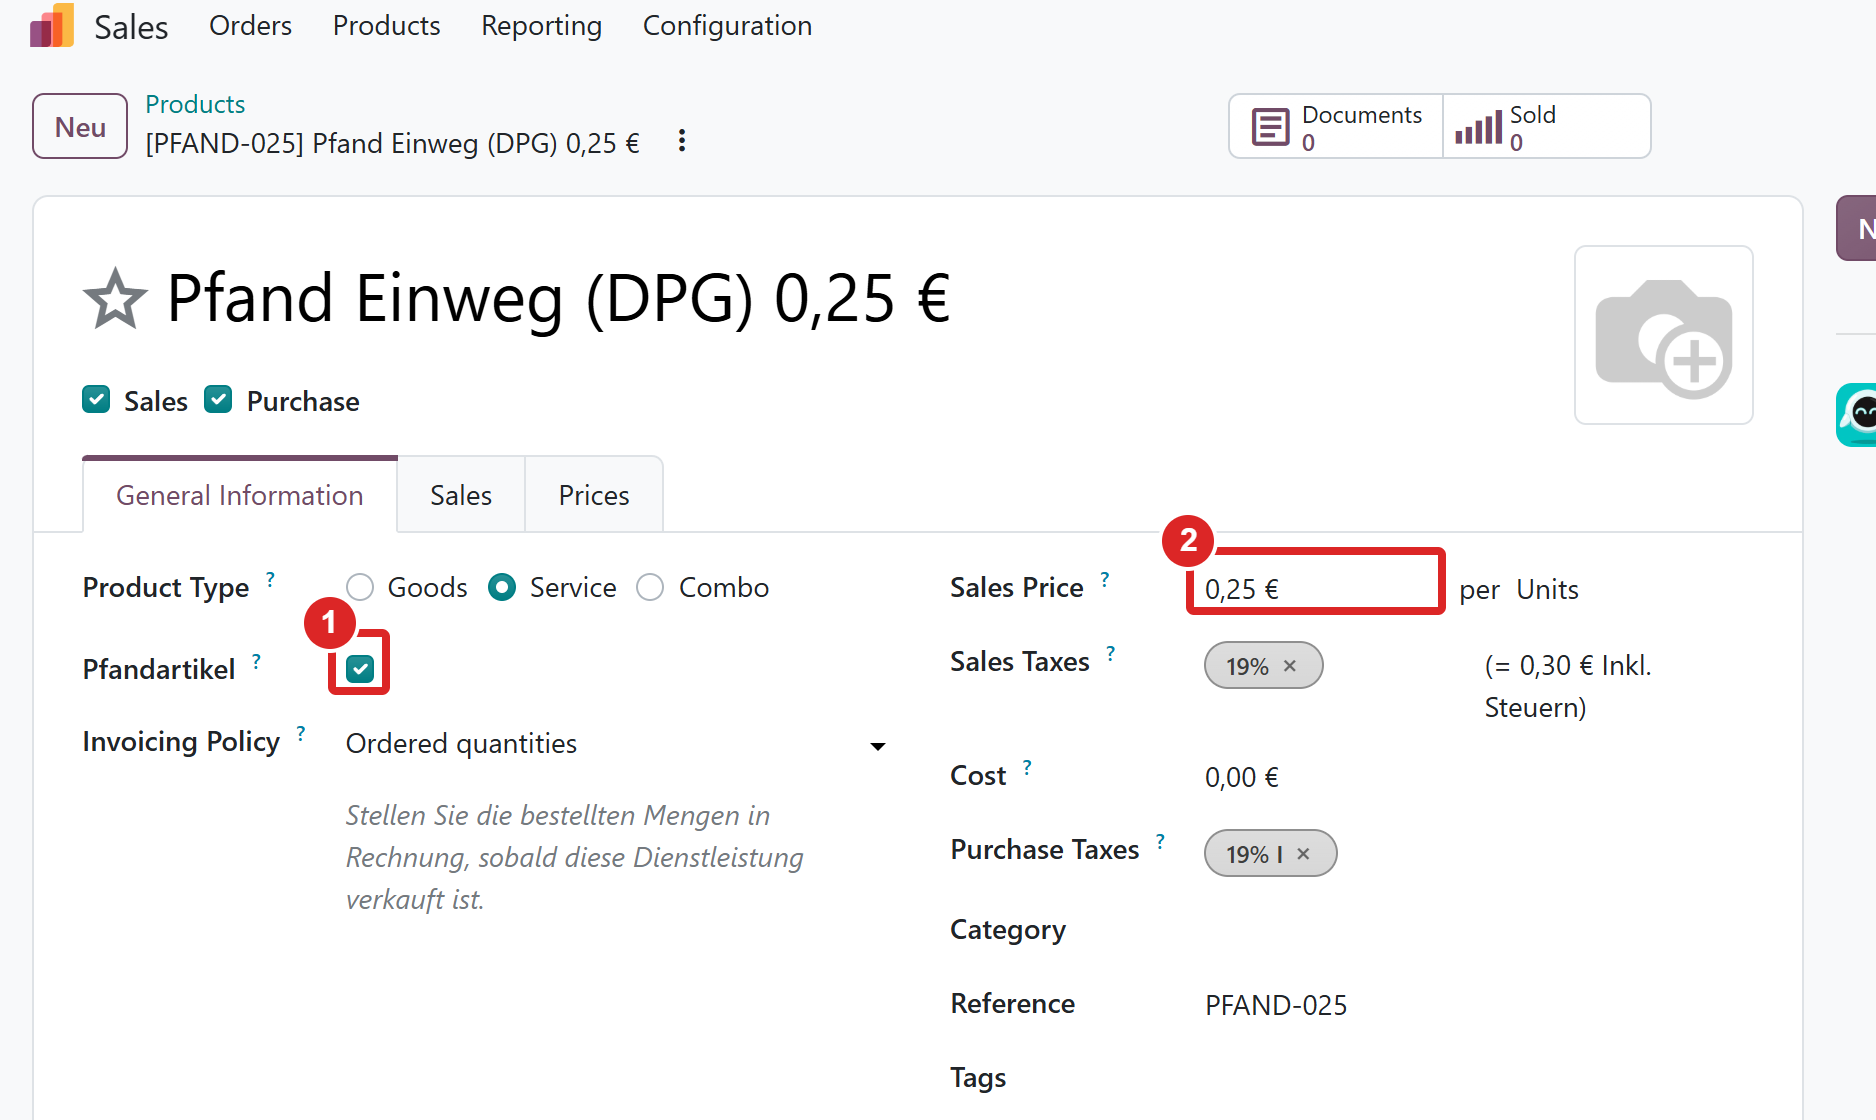 Sales Orders Products Reporting Configuration
Neu
Products
[PFAND-025] Pfand Einweg (DPG) 0,25 €
Documents
0
Sold
0
Pfand Einweg (DPG) 0,25 €
Sales Purchase
General Information Sales Prices
Product Type ? Goods Service Combo
1
Pfandartikel ?
Invoicing Policy ? Ordered quantities
Stellen Sie die bestellten Mengen in
Rechnung, sobald diese Dienstleistung
verkauft ist.
2
Sales Price ? 0,25 € per Units
Sales Taxes ? 19% × (= 0,30 € Inkl.
Steuern)
Cost ? 0,00 €
Purchase Taxes ? 19% I ×
Category
Reference PFAND-025
Tags